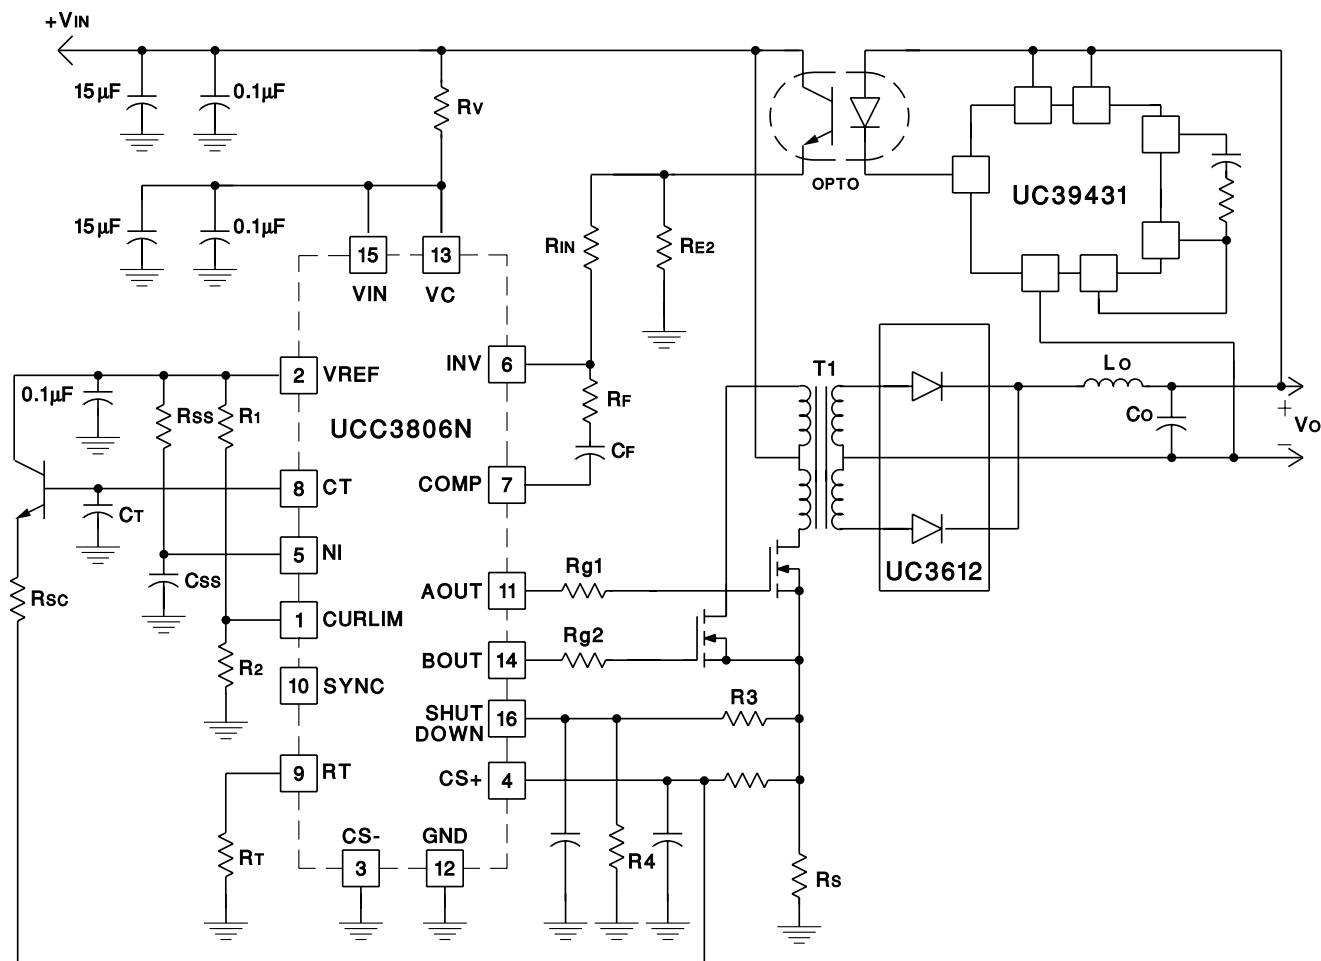 +VIN
15µF
0.1µF
RV
OPTO
UC39431
15µF
0.1µF
RIN
RE2
15
13
VIN
VC
INV
6
2
VREF
0.1µF
RSS
R1
RF
UCC3806N
CF
T1
LO
CO
+
VO
–
COMP
7
8
CT
CT
5
NI
CSS
RSC
UC3612
AOUT
11
Rg1
1
CURLIM
BOUT
14
Rg2
R2
10
SYNC
SHUT
DOWN
16
R3
9
RT
CS+
4
RT
CS-
GND
3
12
R4
RS